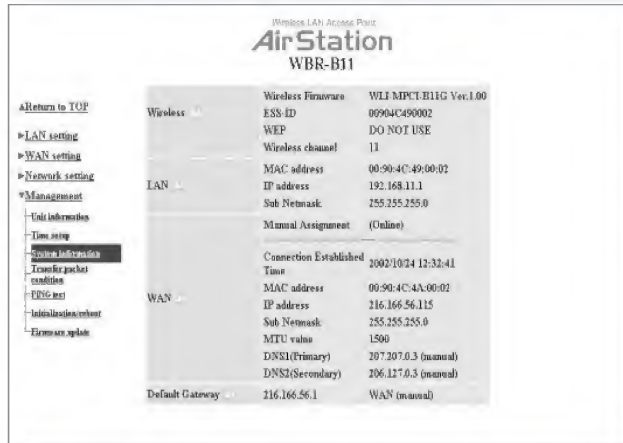 Wireless LAN Access Point
AirStation
WBR-B11
Return to TOP
LAN setting
WAN setting
Network setting
Management
Unit information
Time setup
System information
Transfer packet
condition
PING test
Initialization/reboot
Firmware update
Wireless
Wireless Firmware WLI-MPCI-B11G Ver.1.00
ESS-ID 00904C490002
WEP DO NOT USE
Wireless channel 11
LAN
MAC address 00:90:4C:49:00:02
IP address 192.168.11.1
Sub Netmask 255.255.255.0
WAN
Manual Assignment (Online)
Connection Established
Time 2002/10/24 12:32:41
MAC address 00:90:4C:4A:00:02
IP address 216.166.56.115
Sub Netmask 255.255.255.0
MTU value 1500
DNS1(Primary) 207.207.0.3 (manual)
DNS2(Secondary) 206.127.0.3 (manual)
Default Gateway 216.166.56.1 WAN (manual)